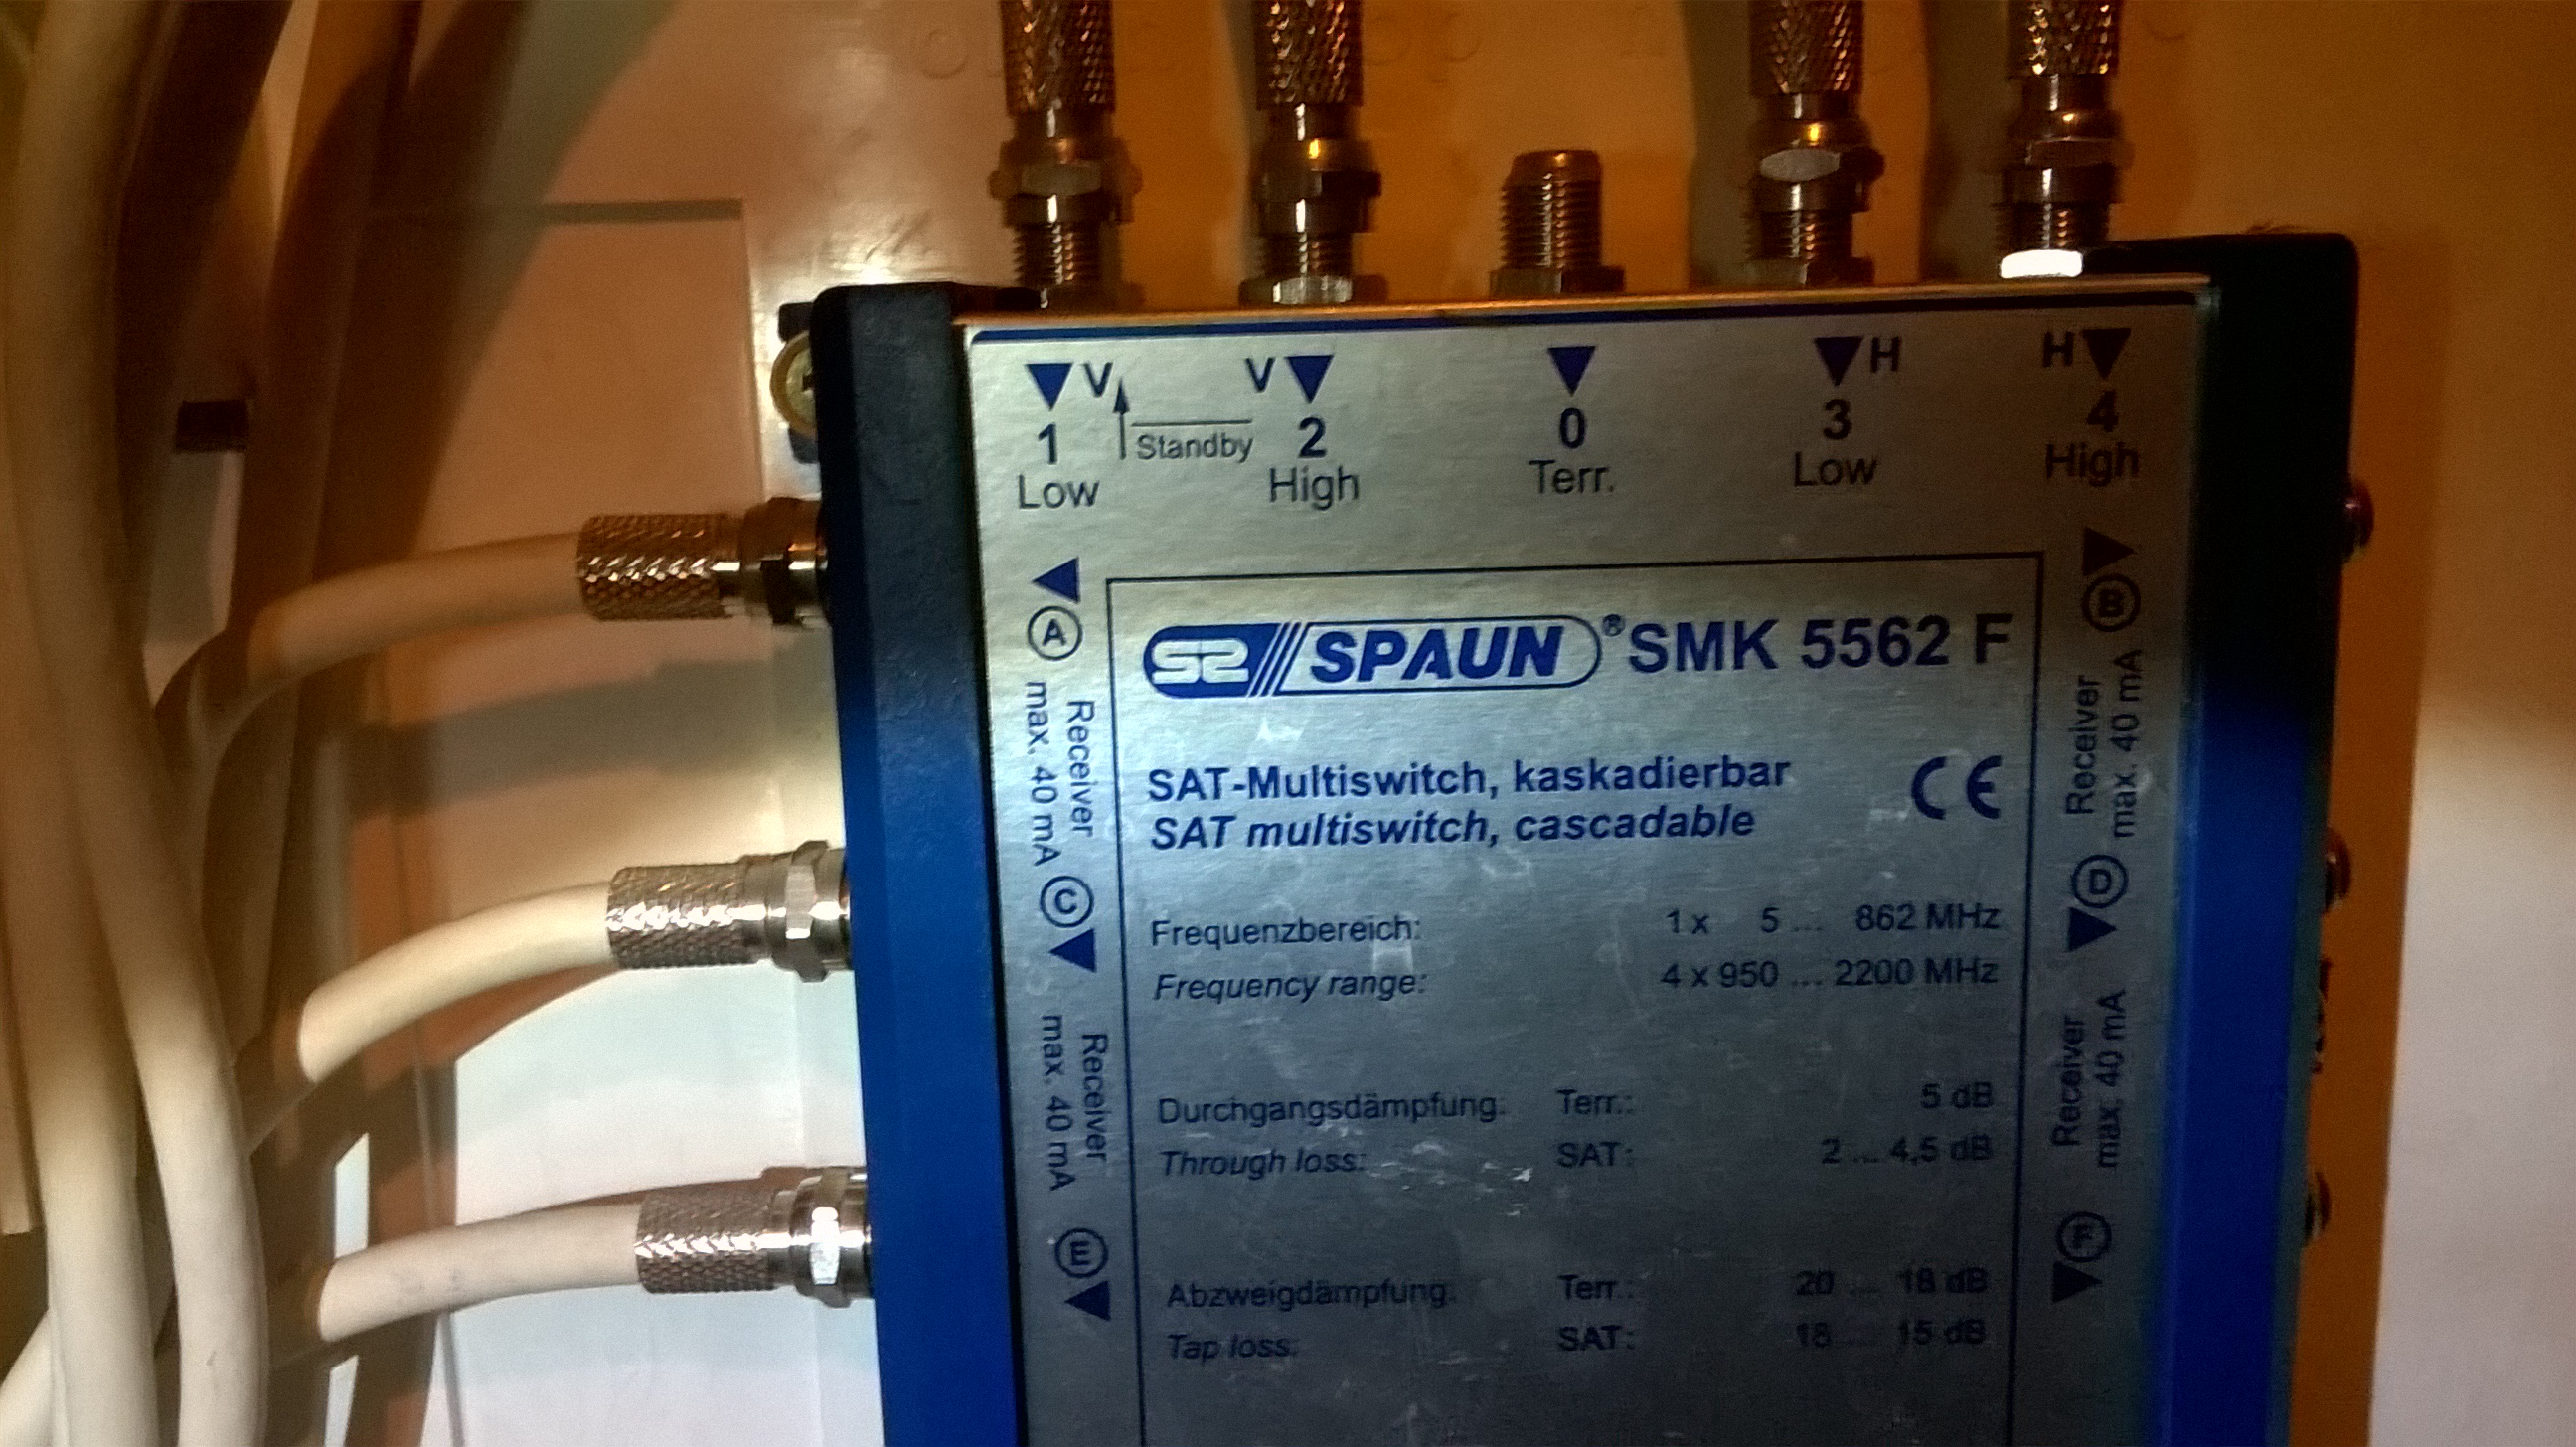 V V H H
1 Standby 2 0 3 4
Low High Terr. Low High
A
Receiver
max. 40 mA
C
Receiver
max. 40 mA
E
SPAUN® SMK 5562 F
SAT-Multiswitch, kaskadierbar
SAT multiswitch, cascadable
CE
Frequenzbereich: 1 x 5 ... 862 MHz
Frequency range: 4 x 950 ... 2200 MHz
Durchgangsdämpfung: Terr.: 5 dB
Through loss: SAT: 2 ... 4,5 dB
Abzweigdämpfung: Terr.: 20 ... 18 dB
Tap loss: SAT: 18 ... 15 dB
B
Receiver
max. 40 mA
D
Receiver
max. 40 mA
F